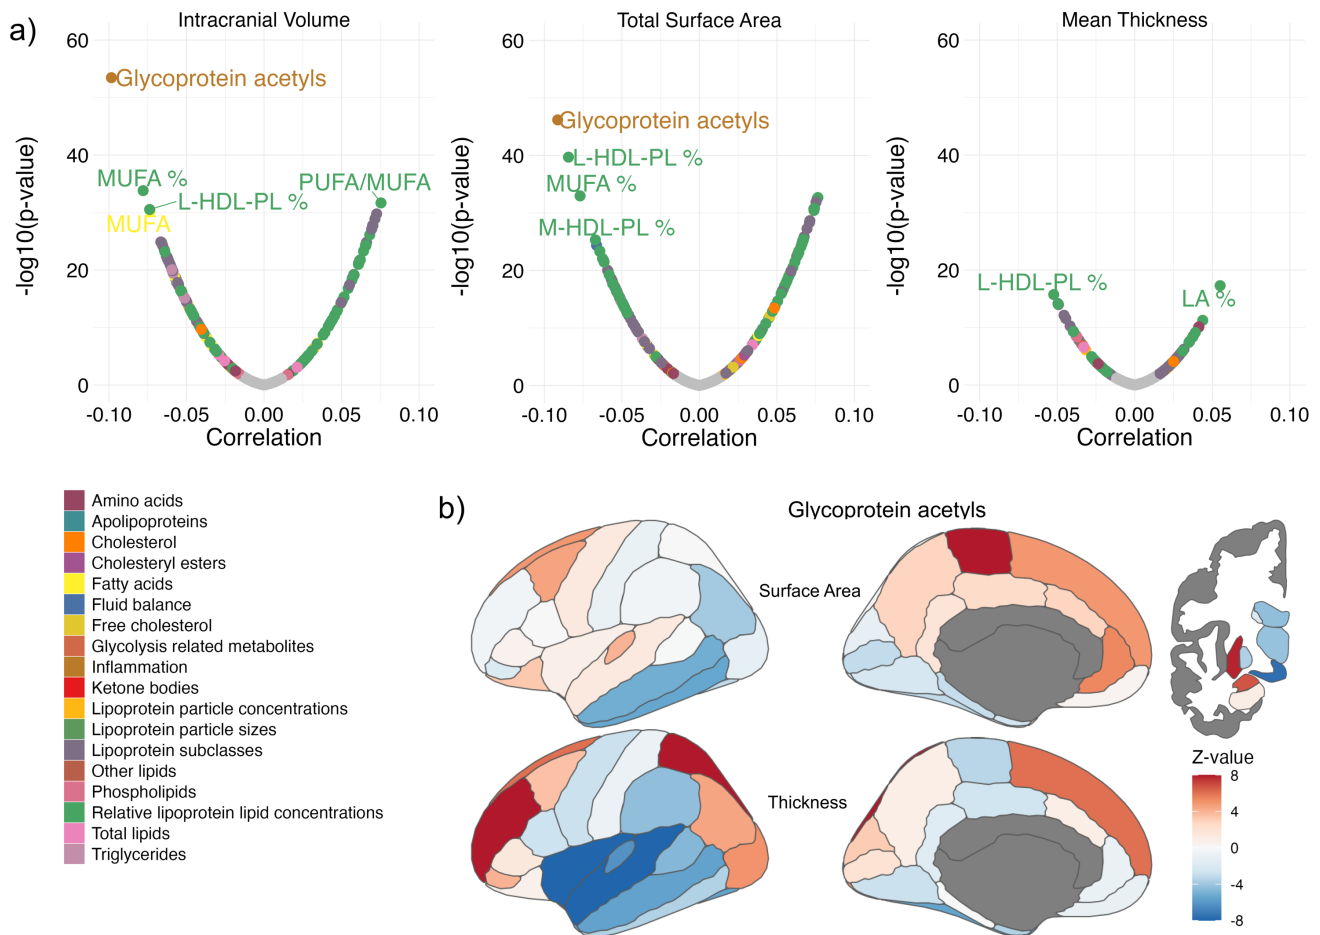 a)
Intracranial Volume
60
40
20
0
-log10(p-value)
Glycoprotein acetyls
MUFA %
PUFA/MUFA
L-HDL-PL %
MUFA
-0.10
-0.05
0.00
0.05
0.10
Correlation
Total Surface Area
60
40
20
0
-log10(p-value)
Glycoprotein acetyls
L-HDL-PL %
MUFA %
M-HDL-PL %
-0.10
-0.05
0.00
0.05
0.10
Correlation
Mean Thickness
60
40
20
0
-log10(p-value)
L-HDL-PL %
LA %
-0.10
-0.05
0.00
0.05
0.10
Correlation
Amino acids
Apolipoproteins
Cholesterol
Cholesteryl esters
Fatty acids
Fluid balance
Free cholesterol
Glycolysis related metabolites
Inflammation
Ketone bodies
Lipoprotein particle concentrations
Lipoprotein particle sizes
Lipoprotein subclasses
Other lipids
Phospholipids
Relative lipoprotein lipid concentrations
Total lipids
Triglycerides
b)
Glycoprotein acetyls
Surface Area
Thickness
Z-value
8
4
0
-4
-8